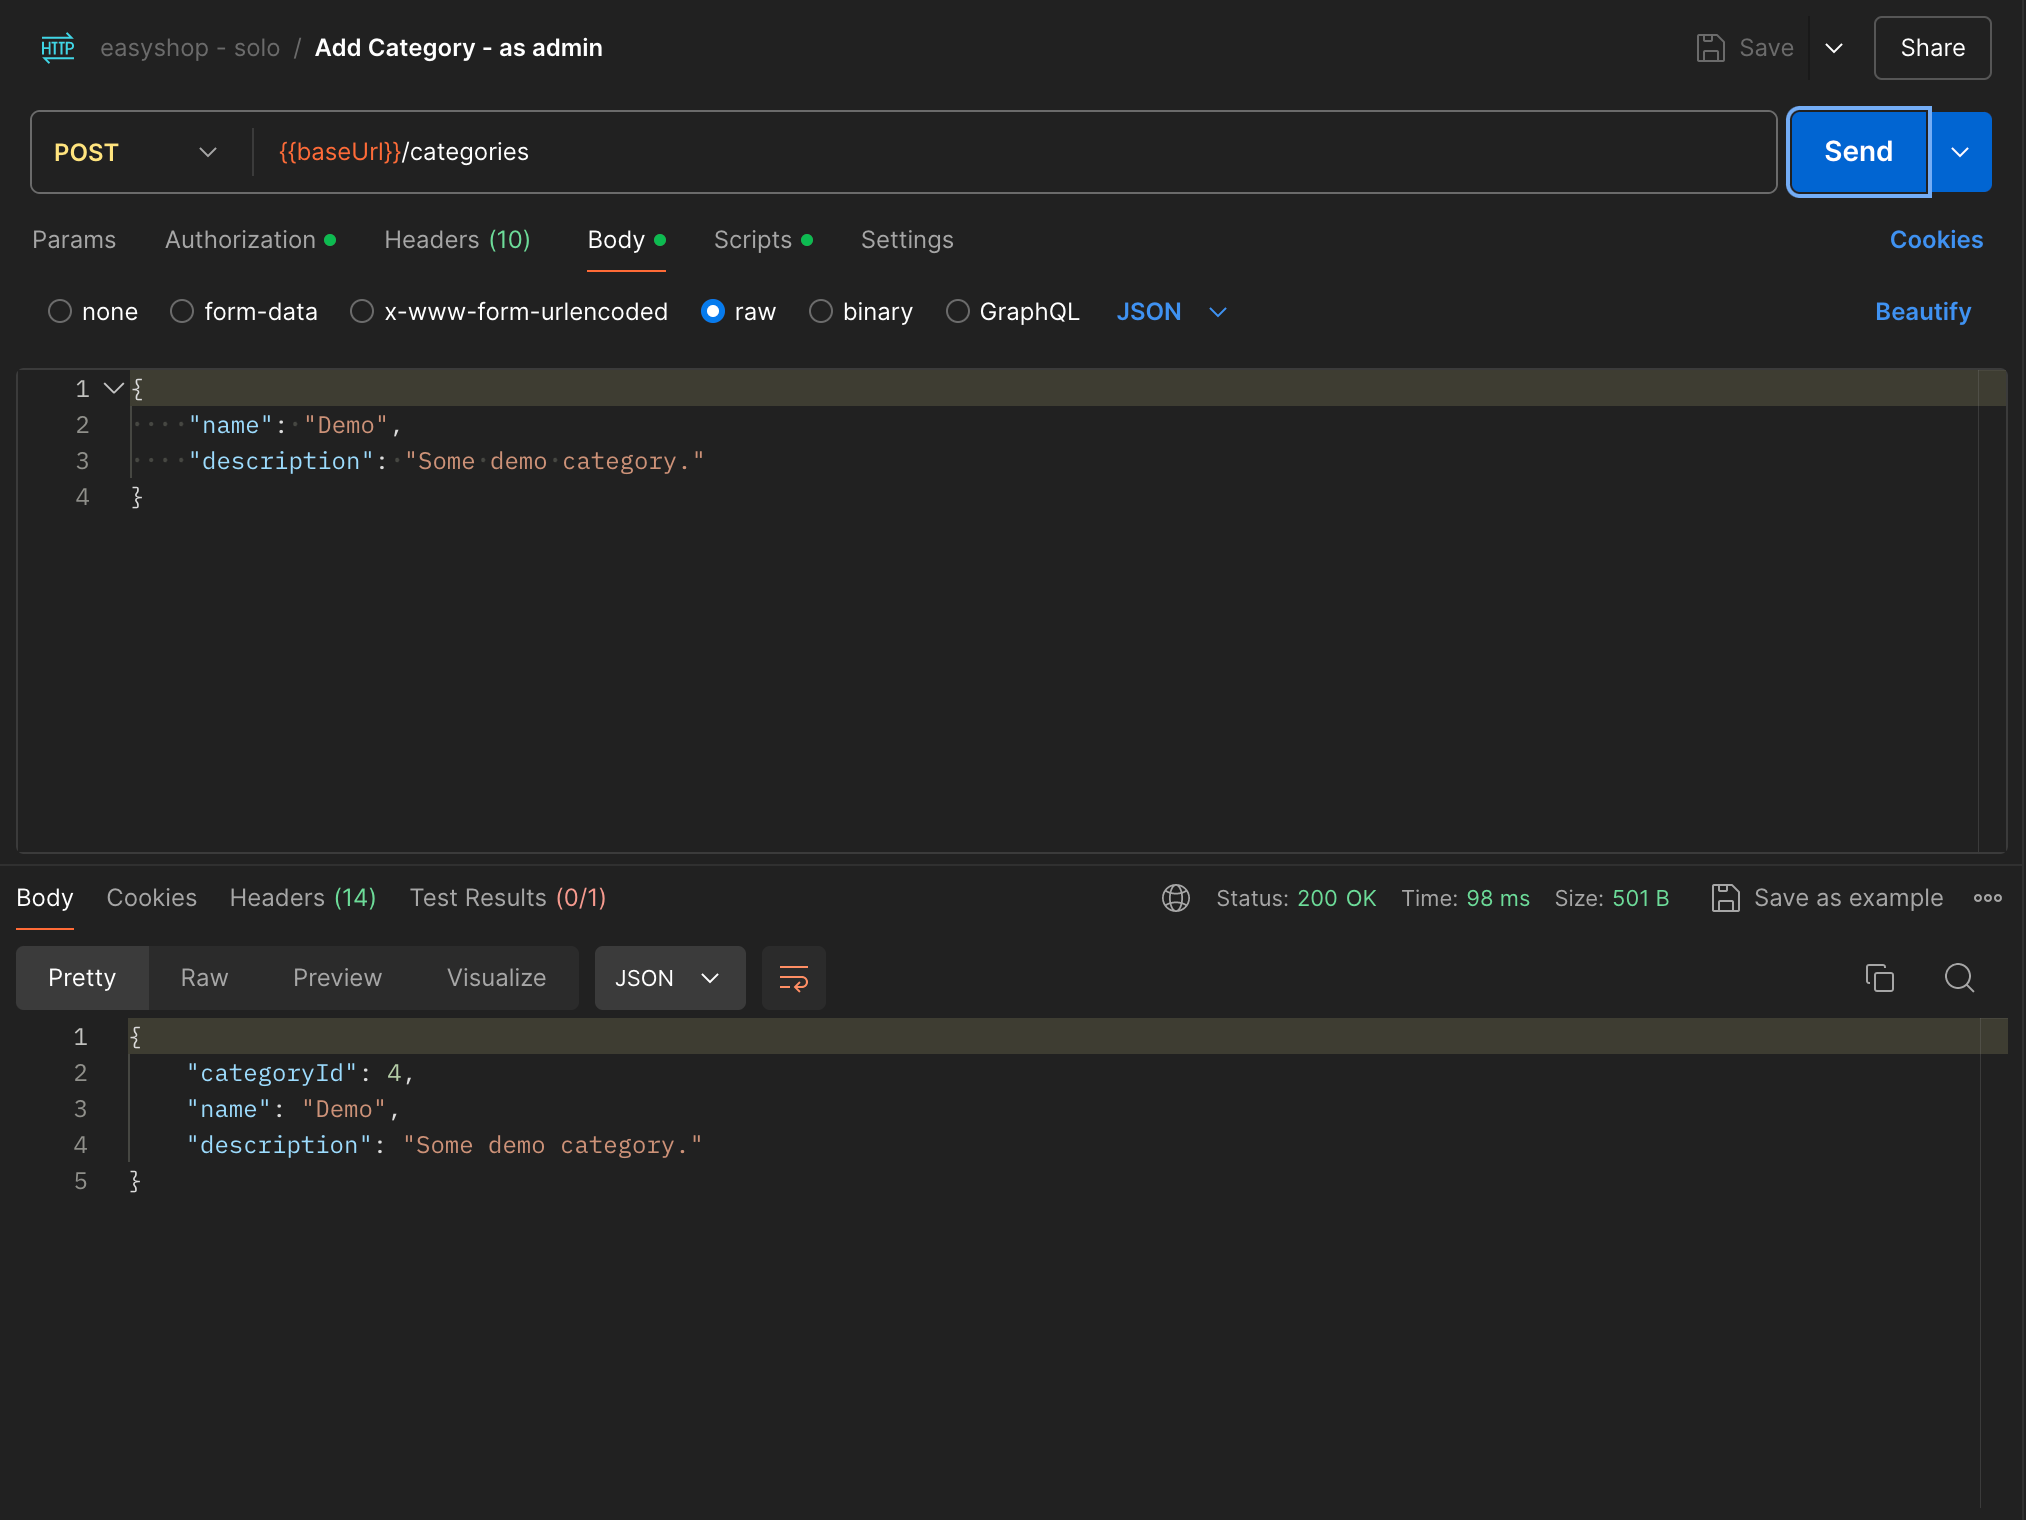 HTTP easyshop - solo / Add Category - as admin Save Share
POST {{baseUrl}}/categories Send
Params Authorization Headers (10) Body Scripts Settings Cookies
none form-data x-www-form-urlencoded raw binary GraphQL JSON Beautify
1 {
2 "name": "Demo",
3 "description": "Some demo category."
4 }
Body Cookies Headers (14) Test Results (0/1) Status: 200 OK Time: 98 ms Size: 501 B Save as example
Pretty Raw Preview Visualize JSON
1 {
2 "categoryId": 4,
3 "name": "Demo",
4 "description": "Some demo category."
5 }